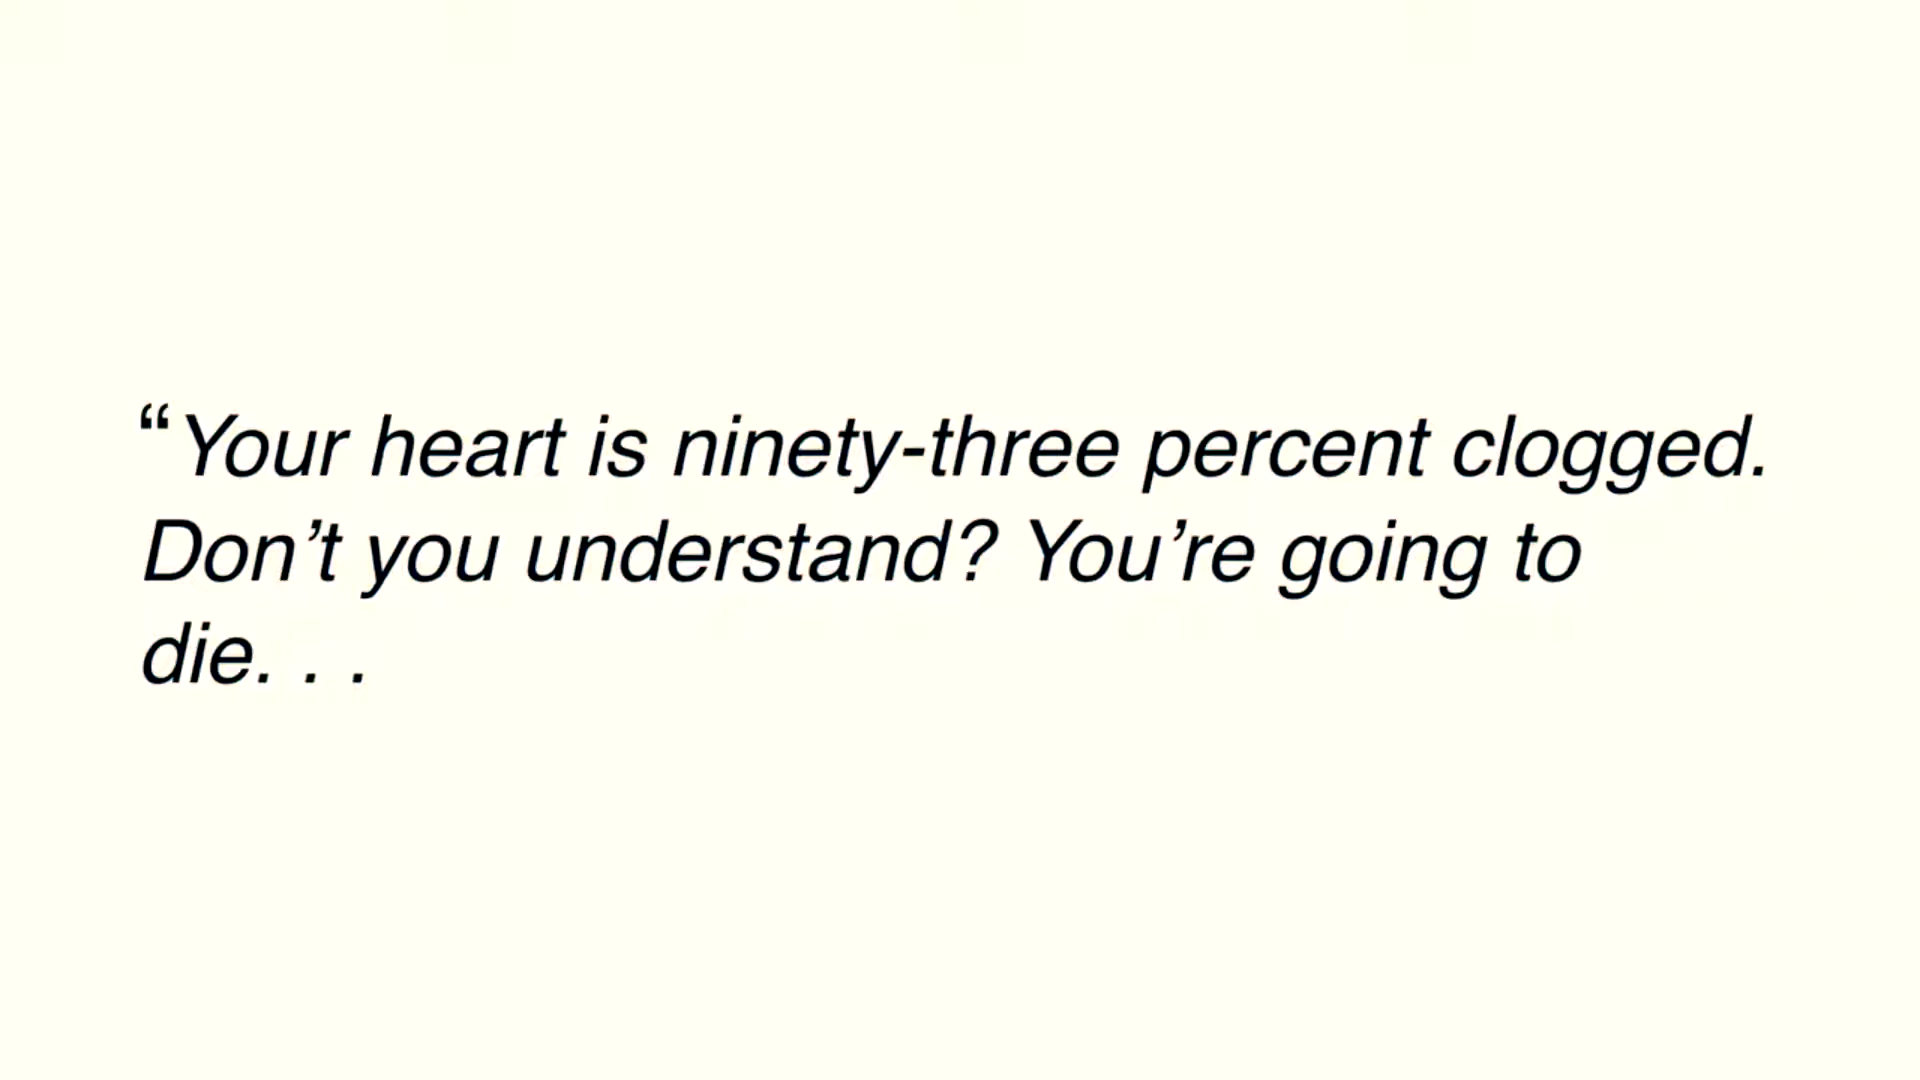 “Your heart is ninety-three percent clogged.
Don’t you understand? You’re going to
die. . .